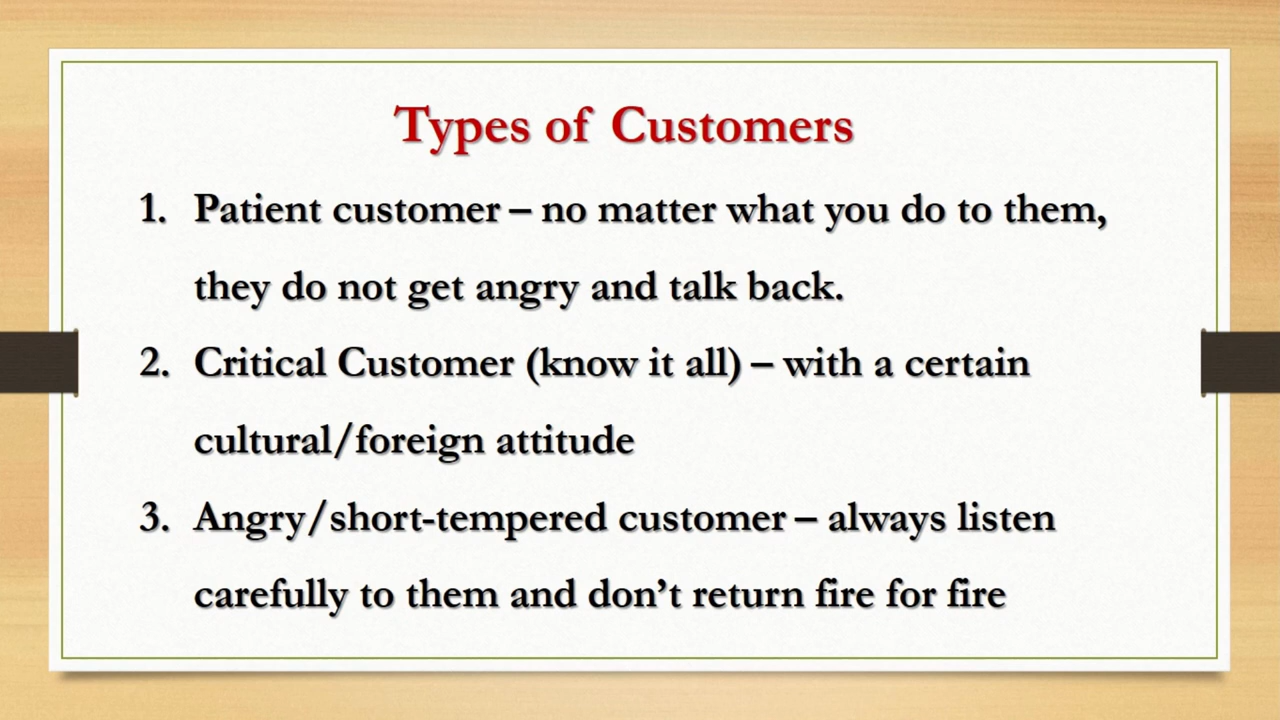 Types of Customers
1. Patient customer – no matter what you do to them,
they do not get angry and talk back.
2. Critical Customer (know it all) – with a certain
cultural/foreign attitude
3. Angry/short-tempered customer – always listen
carefully to them and don’t return fire for fire